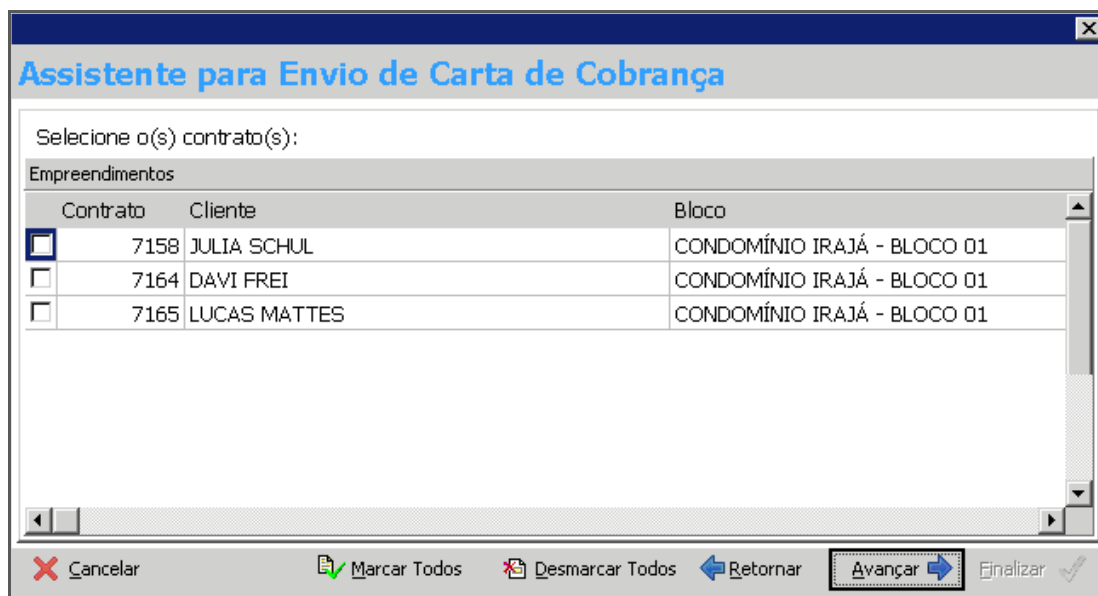 Assistente para Envio de Carta de Cobrança
Selecione o(s) contrato(s):
Empreendimentos
Contrato Cliente Bloco
7158 JULIA SCHUL CONDOMÍNIO IRAJÁ - BLOCO 01
7164 DAVI FREI CONDOMÍNIO IRAJÁ - BLOCO 01
7165 LUCAS MATTES CONDOMÍNIO IRAJÁ - BLOCO 01
Cancelar Marcar Todos Desmarcar Todos Retornar Avançar Finalizar